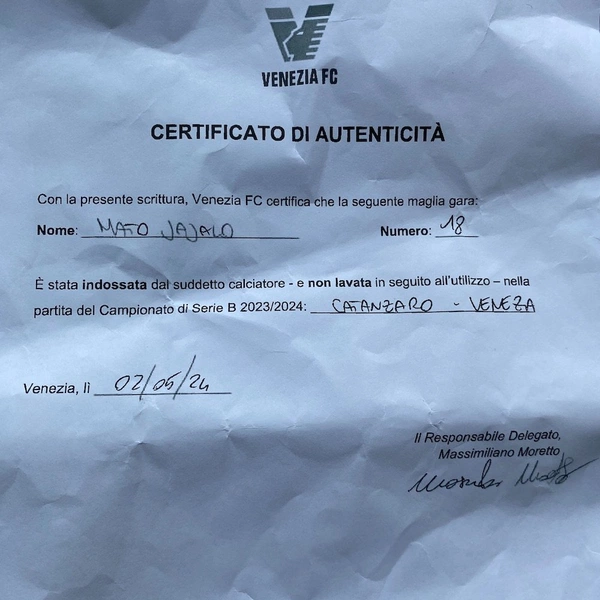 VENEZIA FC
CERTIFICATO DI AUTENTICITÀ
Con la presente scrittura, Venezia FC certifica che la seguente maglia gara:
Nome: MATO JAJALO Numero: 18
È stata indossata dal suddetto calciatore - e non lavata in seguito all'utilizzo – nella
partita del Campionato di Serie B 2023/2024: CATANZARO - VENEZIA
Venezia, lì 02/05/24
Il Responsabile Delegato,
Massimiliano Moretto